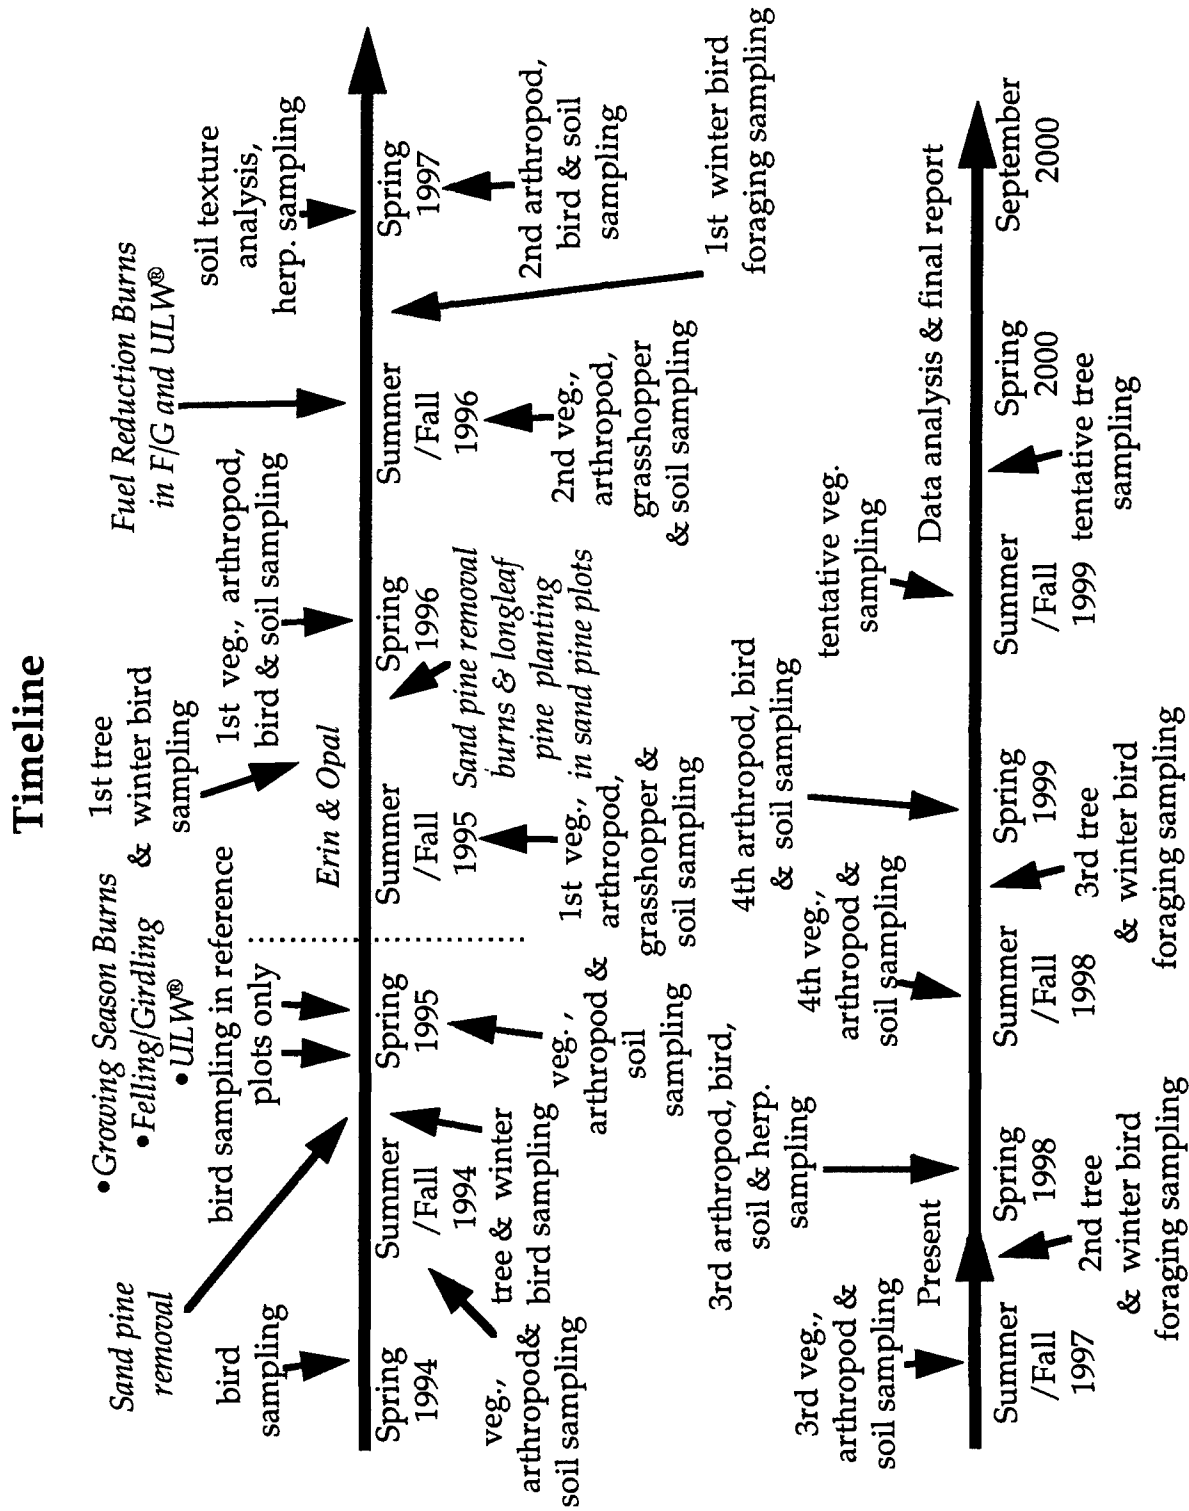 Timeline
Sand pine
removal
•Growing Season Burns
•Felling/Girdling
•ULW®
1st tree
& winter bird
sampling
Fuel Reduction Burns
in F/G and ULW®
bird
sampling
bird sampling in reference
plots only
1st veg., arthropod,
bird & soil sampling
soil texture
analysis,
herp. sampling
Erin & Opal
Spring
1994
Summer
/Fall
1994
Spring
1995
Summer
/Fall
1995
Spring
1996
Summer
/Fall
1996
Spring
1997
veg.,
arthropod&
soil sampling
tree & winter
bird sampling
veg.,
arthropod &
soil
sampling
1st veg.,
arthropod,
grasshopper &
soil sampling
Sand pine removal
burns & longleaf
pine planting
in sand pine plots
2nd veg.,
arthropod,
grasshopper
& soil sampling
2nd arthropod,
bird & soil
sampling
1st winter bird
foraging sampling
3rd veg.,
arthropod &
soil sampling
Present
3rd arthropod, bird,
soil & herp.
sampling
4th veg.,
arthropod &
soil sampling
4th arthropod, bird
& soil sampling
tentative veg.
sampling
Data analysis & final report
Summer
/Fall
1997
Spring
1998
Summer
/Fall
1998
Spring
1999
Summer
/Fall
1999
Spring
2000
September
2000
2nd tree
& winter bird
foraging sampling
3rd tree
& winter bird
foraging sampling
tentative tree
sampling